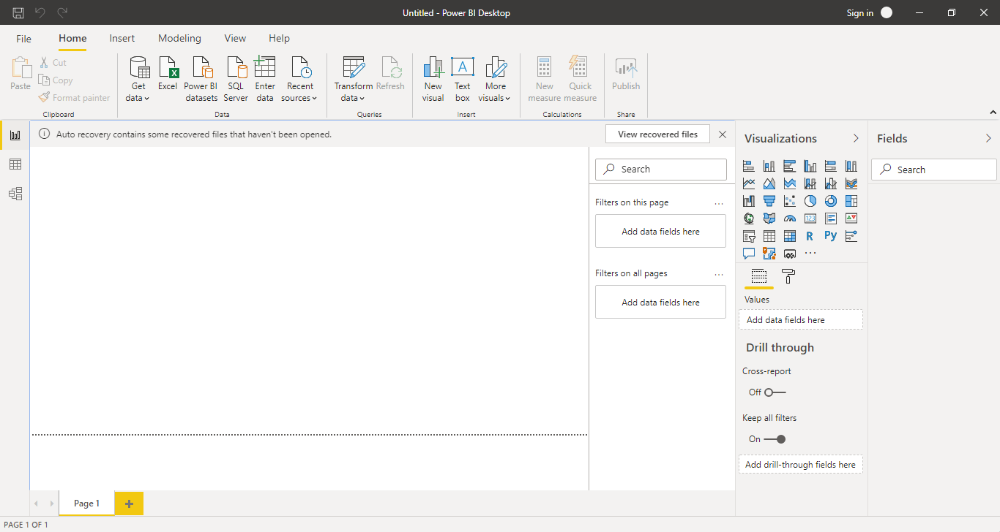 Untitled - Power BI Desktop
Sign in
File Home Insert Modeling View Help
Paste
Cut
Copy
Format painter
Clipboard
Get data
Excel
Power BI datasets
SQL Server
Enter data
Recent sources
Data
Transform data
Refresh
Queries
New visual
Text box
A
More visuals
Insert
New measure
Quick measure
Calculations
Publish
Share
Auto recovery contains some recovered files that haven't been opened.
View recovered files
Search
Filters on this page
...
Add data fields here
Filters on all pages
...
Add data fields here
Visualizations
123
R
Py
...
Values
Add data fields here
Drill through
Cross-report
Off
Keep all filters
On
Add drill-through fields here
Fields
Search
Page 1
PAGE 1 OF 1